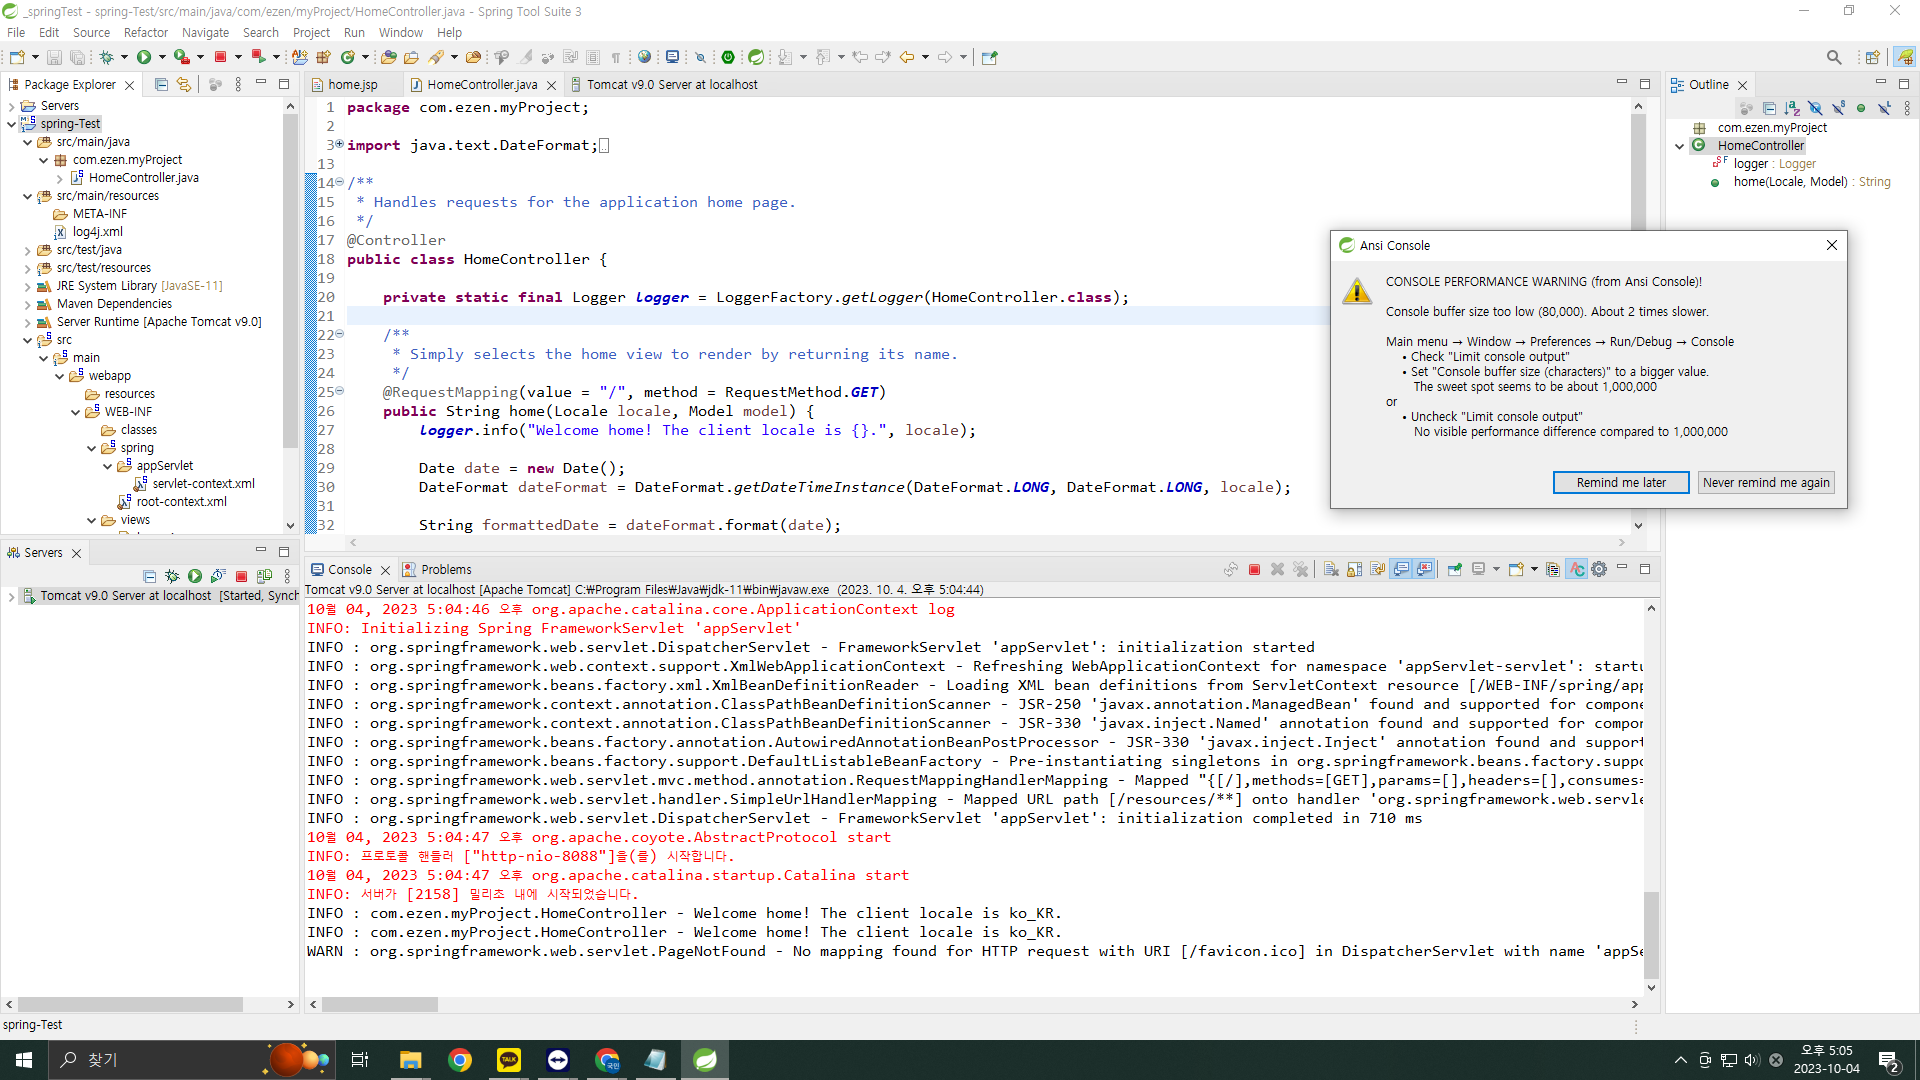 _springTest - spring-Test/src/main/java/com/ezen/myProject/HomeController.java - Spring Tool Suite 3
File Edit Source Refactor Navigate Search Project Run Window Help
Package Explorer
Servers
spring-Test
src/main/java
com.ezen.myProject
HomeController.java
src/main/resources
META-INF
log4j.xml
src/test/java
src/test/resources
JRE System Library [JavaSE-11]
Maven Dependencies
Server Runtime [Apache Tomcat v9.0]
src
main
webapp
resources
WEB-INF
classes
spring
appServlet
servlet-context.xml
root-context.xml
views
Servers
Tomcat v9.0 Server at localhost [Started, Synch
home.jsp
HomeController.java
Tomcat v9.0 Server at localhost
1 package com.ezen.myProject;
2
3 import java.text.DateFormat;
13
14 /**
15 * Handles requests for the application home page.
16 */
17 @Controller
18 public class HomeController {
19
20 private static final Logger logger = LoggerFactory.getLogger(HomeController.class);
21
22 /**
23 * Simply selects the home view to render by returning its name.
24 */
25 @RequestMapping(value = "/", method = RequestMethod.GET)
26 public String home(Locale locale, Model model) {
27 logger.info("Welcome home! The client locale is {}.", locale);
28
29 Date date = new Date();
30 DateFormat dateFormat = DateFormat.getDateTimeInstance(DateFormat.LONG, DateFormat.LONG, locale);
31
32 String formattedDate = dateFormat.format(date);
Outline
com.ezen.myProject
HomeController
logger : Logger
home(Locale, Model) : String
Ansi Console
CONSOLE PERFORMANCE WARNING (from Ansi Console)!
Console buffer size too low (80,000). About 2 times slower.
Main menu → Window → Preferences → Run/Debug → Console
• Check "Limit console output"
• Set "Console buffer size (characters)" to a bigger value.
The sweet spot seems to be about 1,000,000
or
• Uncheck "Limit console output"
No visible performance difference compared to 1,000,000
Remind me later
Never remind me again
Console
Problems
Tomcat v9.0 Server at localhost [Apache Tomcat] C:₩Program Files₩Java₩jdk-11₩bin₩javaw.exe (2023. 10. 4. 오후 5:04:44)
10월 04, 2023 5:04:46 오후 org.apache.catalina.core.ApplicationContext log
INFO: Initializing Spring FrameworkServlet 'appServlet'
INFO : org.springframework.web.servlet.DispatcherServlet - FrameworkServlet 'appServlet': initialization started
INFO : org.springframework.web.context.support.XmlWebApplicationContext - Refreshing WebApplicationContext for namespace 'appServlet-servlet': startu
INFO : org.springframework.beans.factory.xml.XmlBeanDefinitionReader - Loading XML bean definitions from ServletContext resource [/WEB-INF/spring/app
INFO : org.springframework.context.annotation.ClassPathBeanDefinitionScanner - JSR-250 'javax.annotation.ManagedBean' found and supported for compone
INFO : org.springframework.context.annotation.ClassPathBeanDefinitionScanner - JSR-330 'javax.inject.Named' annotation found and supported for compor
INFO : org.springframework.beans.factory.annotation.AutowiredAnnotationBeanPostProcessor - JSR-330 'javax.inject.Inject' annotation found and support
INFO : org.springframework.beans.factory.support.DefaultListableBeanFactory - Pre-instantiating singletons in org.springframework.beans.factory.suppo
INFO : org.springframework.web.servlet.mvc.method.annotation.RequestMappingHandlerMapping - Mapped "{[/],methods=[GET],params=[],headers=[],consumes=
INFO : org.springframework.web.servlet.handler.SimpleUrlHandlerMapping - Mapped URL path [/resources/**] onto handler 'org.springframework.web.servle
INFO : org.springframework.web.servlet.DispatcherServlet - FrameworkServlet 'appServlet': initialization completed in 710 ms
10월 04, 2023 5:04:47 오후 org.apache.coyote.AbstractProtocol start
INFO: 프로토콜 핸들러 ["http-nio-8088"]을(를) 시작합니다.
10월 04, 2023 5:04:47 오후 org.apache.catalina.startup.Catalina start
INFO: 서버가 [2158] 밀리초 내에 시작되었습니다.
INFO : com.ezen.myProject.HomeController - Welcome home! The client locale is ko_KR.
INFO : com.ezen.myProject.HomeController - Welcome home! The client locale is ko_KR.
WARN : org.springframework.web.servlet.PageNotFound - No mapping found for HTTP request with URI [/favicon.ico] in DispatcherServlet with name 'appSe
spring-Test
찾기
TALK
국민
오후 5:05
2023-10-04
2